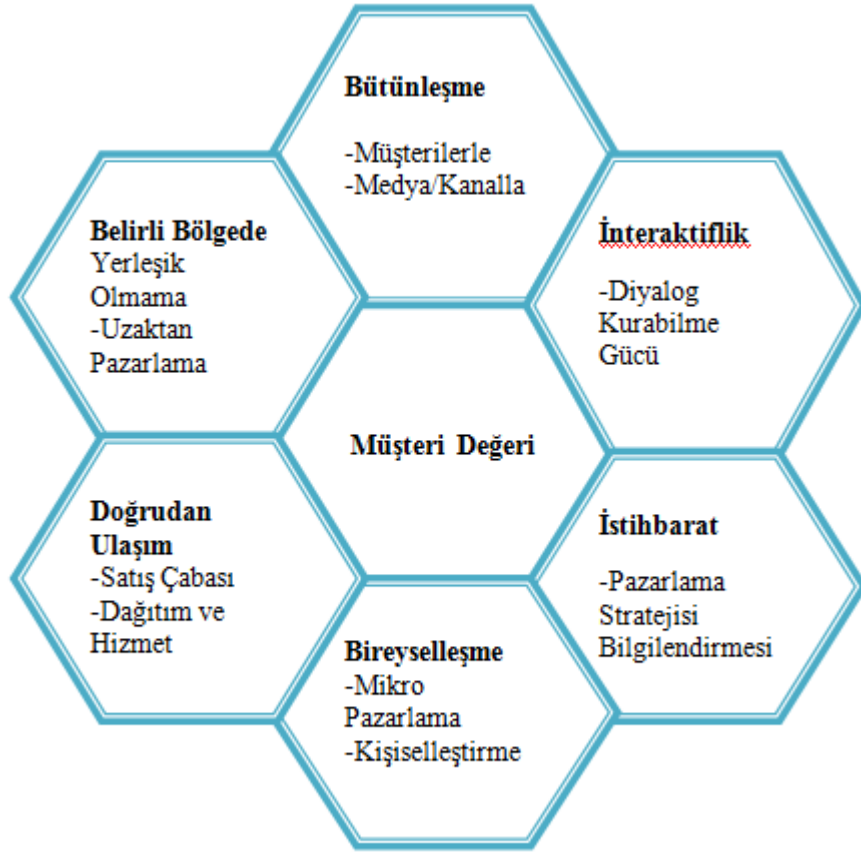 Bütünleşme
-Müşterilerle
-Medya/Kanalla
Belirli Bölgede
Yerleşik
Olmama
-Uzaktan
Pazarlama
İnteraktiflik
-Diyalog
Kurabilme
Gücü
Müşteri Değeri
Doğrudan
Ulaşım
-Satış Çabası
-Dağıtım ve
Hizmet
İstihbarat
-Pazarlama
Stratejisi
Bilgilendirmesi
Bireyselleşme
-Mikro
Pazarlama
-Kişiselleştirme